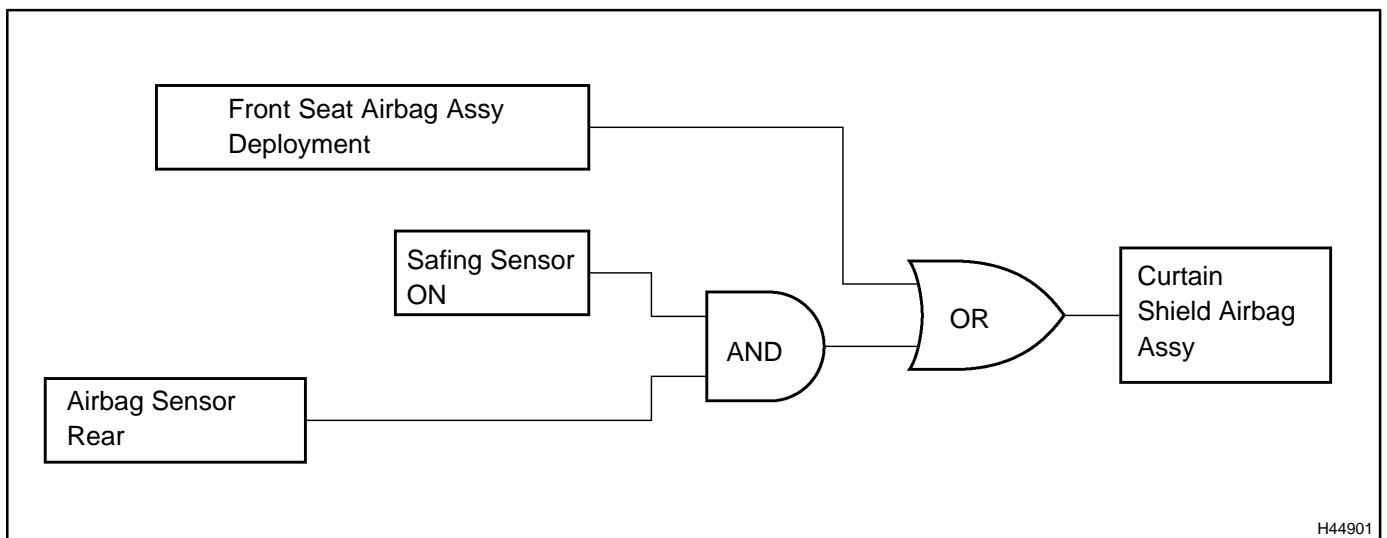 Front Seat Airbag Assy
Deployment
Safing Sensor
ON
Airbag Sensor
Rear
AND
OR
Curtain
Shield Airbag
Assy
H44901